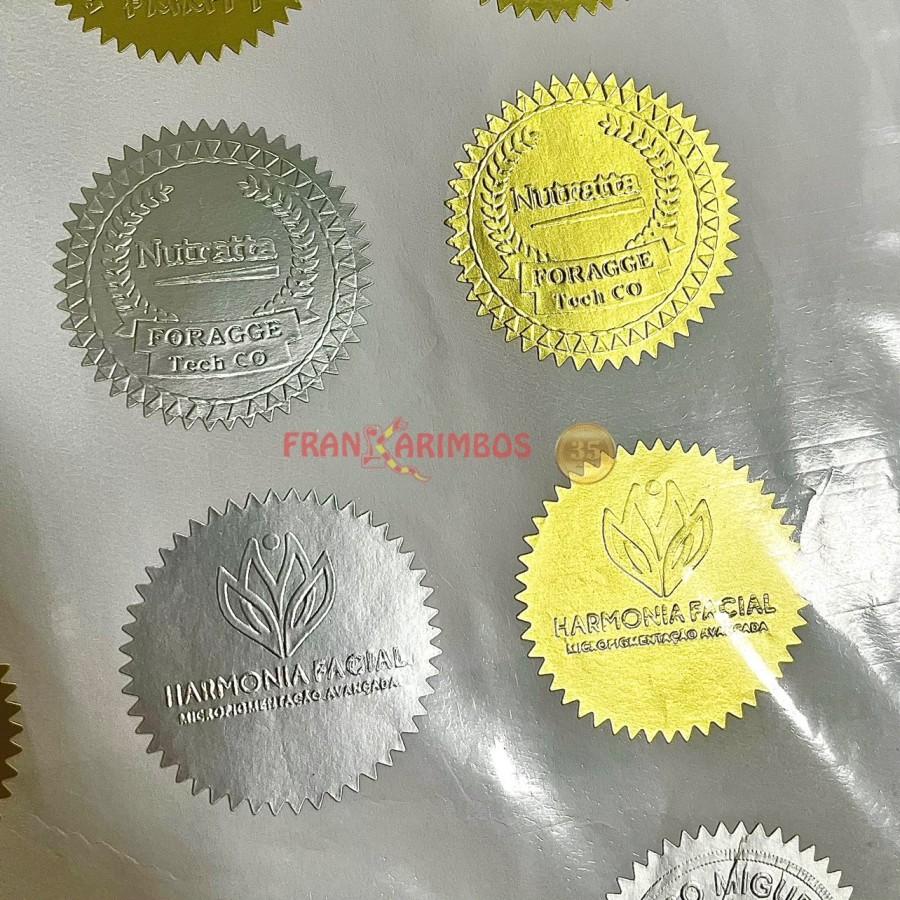 Nutratta
FORAGGE
Tech CO
Nutratta
FORAGGE
Tech CO
FRANKARIMBOS
35
HARMONIA FACIAL
MICROPIGMENTAÇÃO AVANÇADA
HARMONIA FACIAL
MICROPIGMENTAÇÃO AVANÇADA